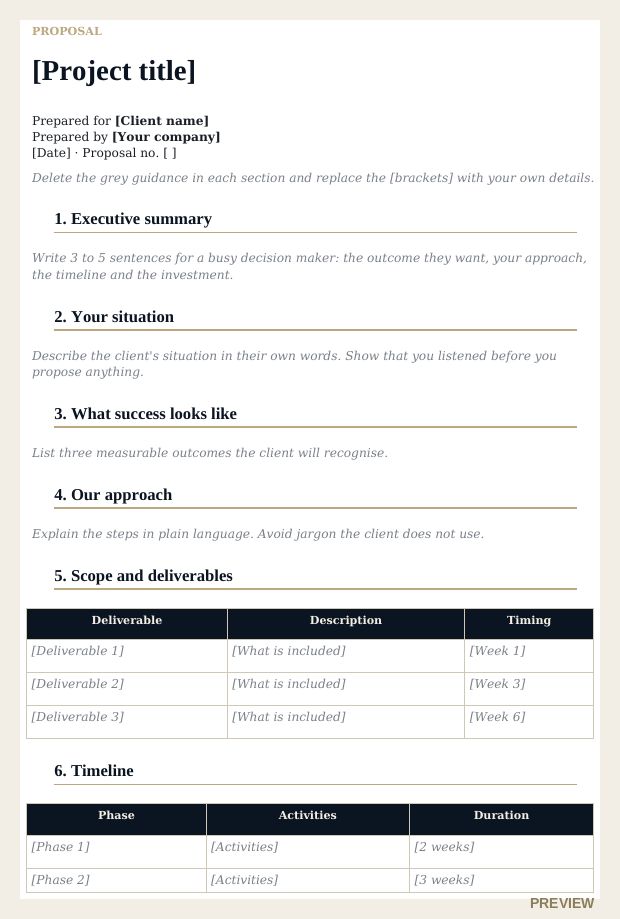 PROPOSAL
[Project title]
Prepared for [Client name]
Prepared by [Your company]
[Date] · Proposal no. [ ]
Delete the grey guidance in each section and replace the [brackets] with your own details.
1. Executive summary
Write 3 to 5 sentences for a busy decision maker: the outcome they want, your approach,
the timeline and the investment.
2. Your situation
Describe the client's situation in their own words. Show that you listened before you
propose anything.
3. What success looks like
List three measurable outcomes the client will recognise.
4. Our approach
Explain the steps in plain language. Avoid jargon the client does not use.
5. Scope and deliverables
Deliverable Description Timing
[Deliverable 1] [What is included] [Week 1]
[Deliverable 2] [What is included] [Week 3]
[Deliverable 3] [What is included] [Week 6]
6. Timeline
Phase Activities Duration
[Phase 1] [Activities] [2 weeks]
[Phase 2] [Activities] [3 weeks]
PREVIEW